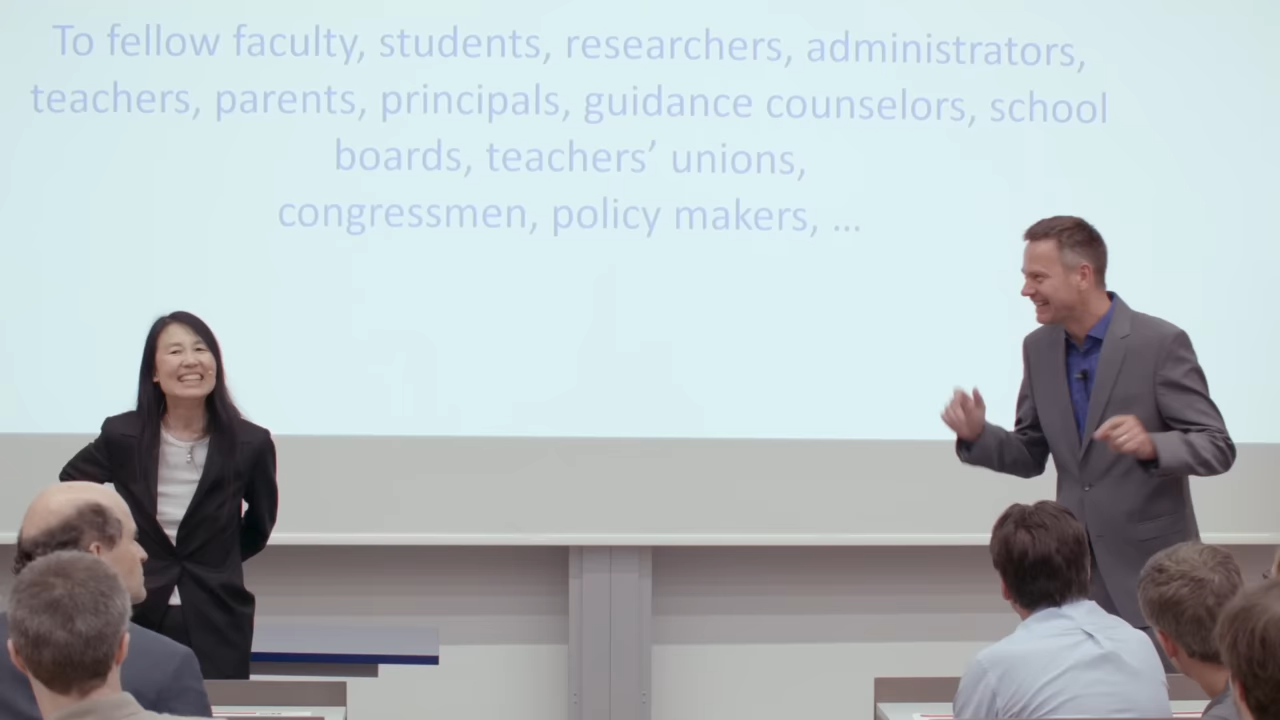 To fellow faculty, students, researchers, administrators,
teachers, parents, principals, guidance counselors, school
boards, teachers’ unions,
congressmen, policy makers, ...